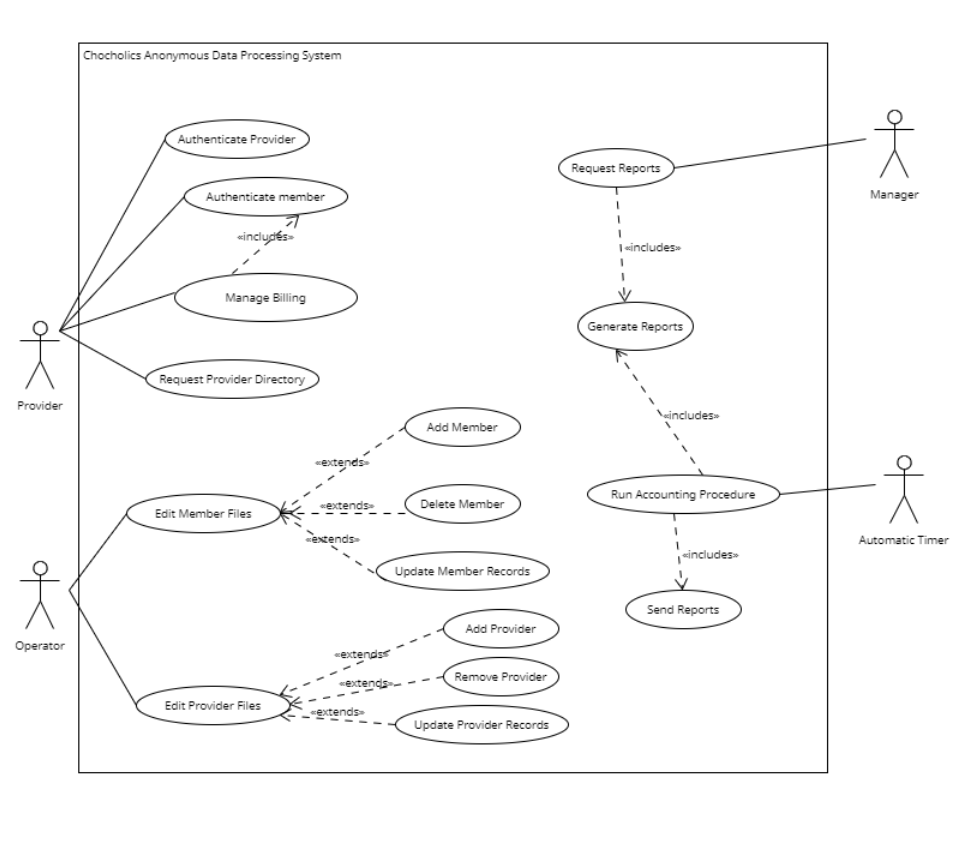 Chocholics Anonymous Data Processing System
Authenticate Provider
Authenticate member
«includes»
Manage Billing
Request Provider Directory
Provider
Request Reports
Manager
«includes»
Generate Reports
«includes»
Run Accounting Procedure
Automatic Timer
«includes»
Send Reports
Add Member
«extends»
Delete Member
«extends»
Edit Member Files
«extends»
Update Member Records
Operator
Add Provider
«extends»
Remove Provider
«extends»
Edit Provider Files
«extends»
Update Provider Records